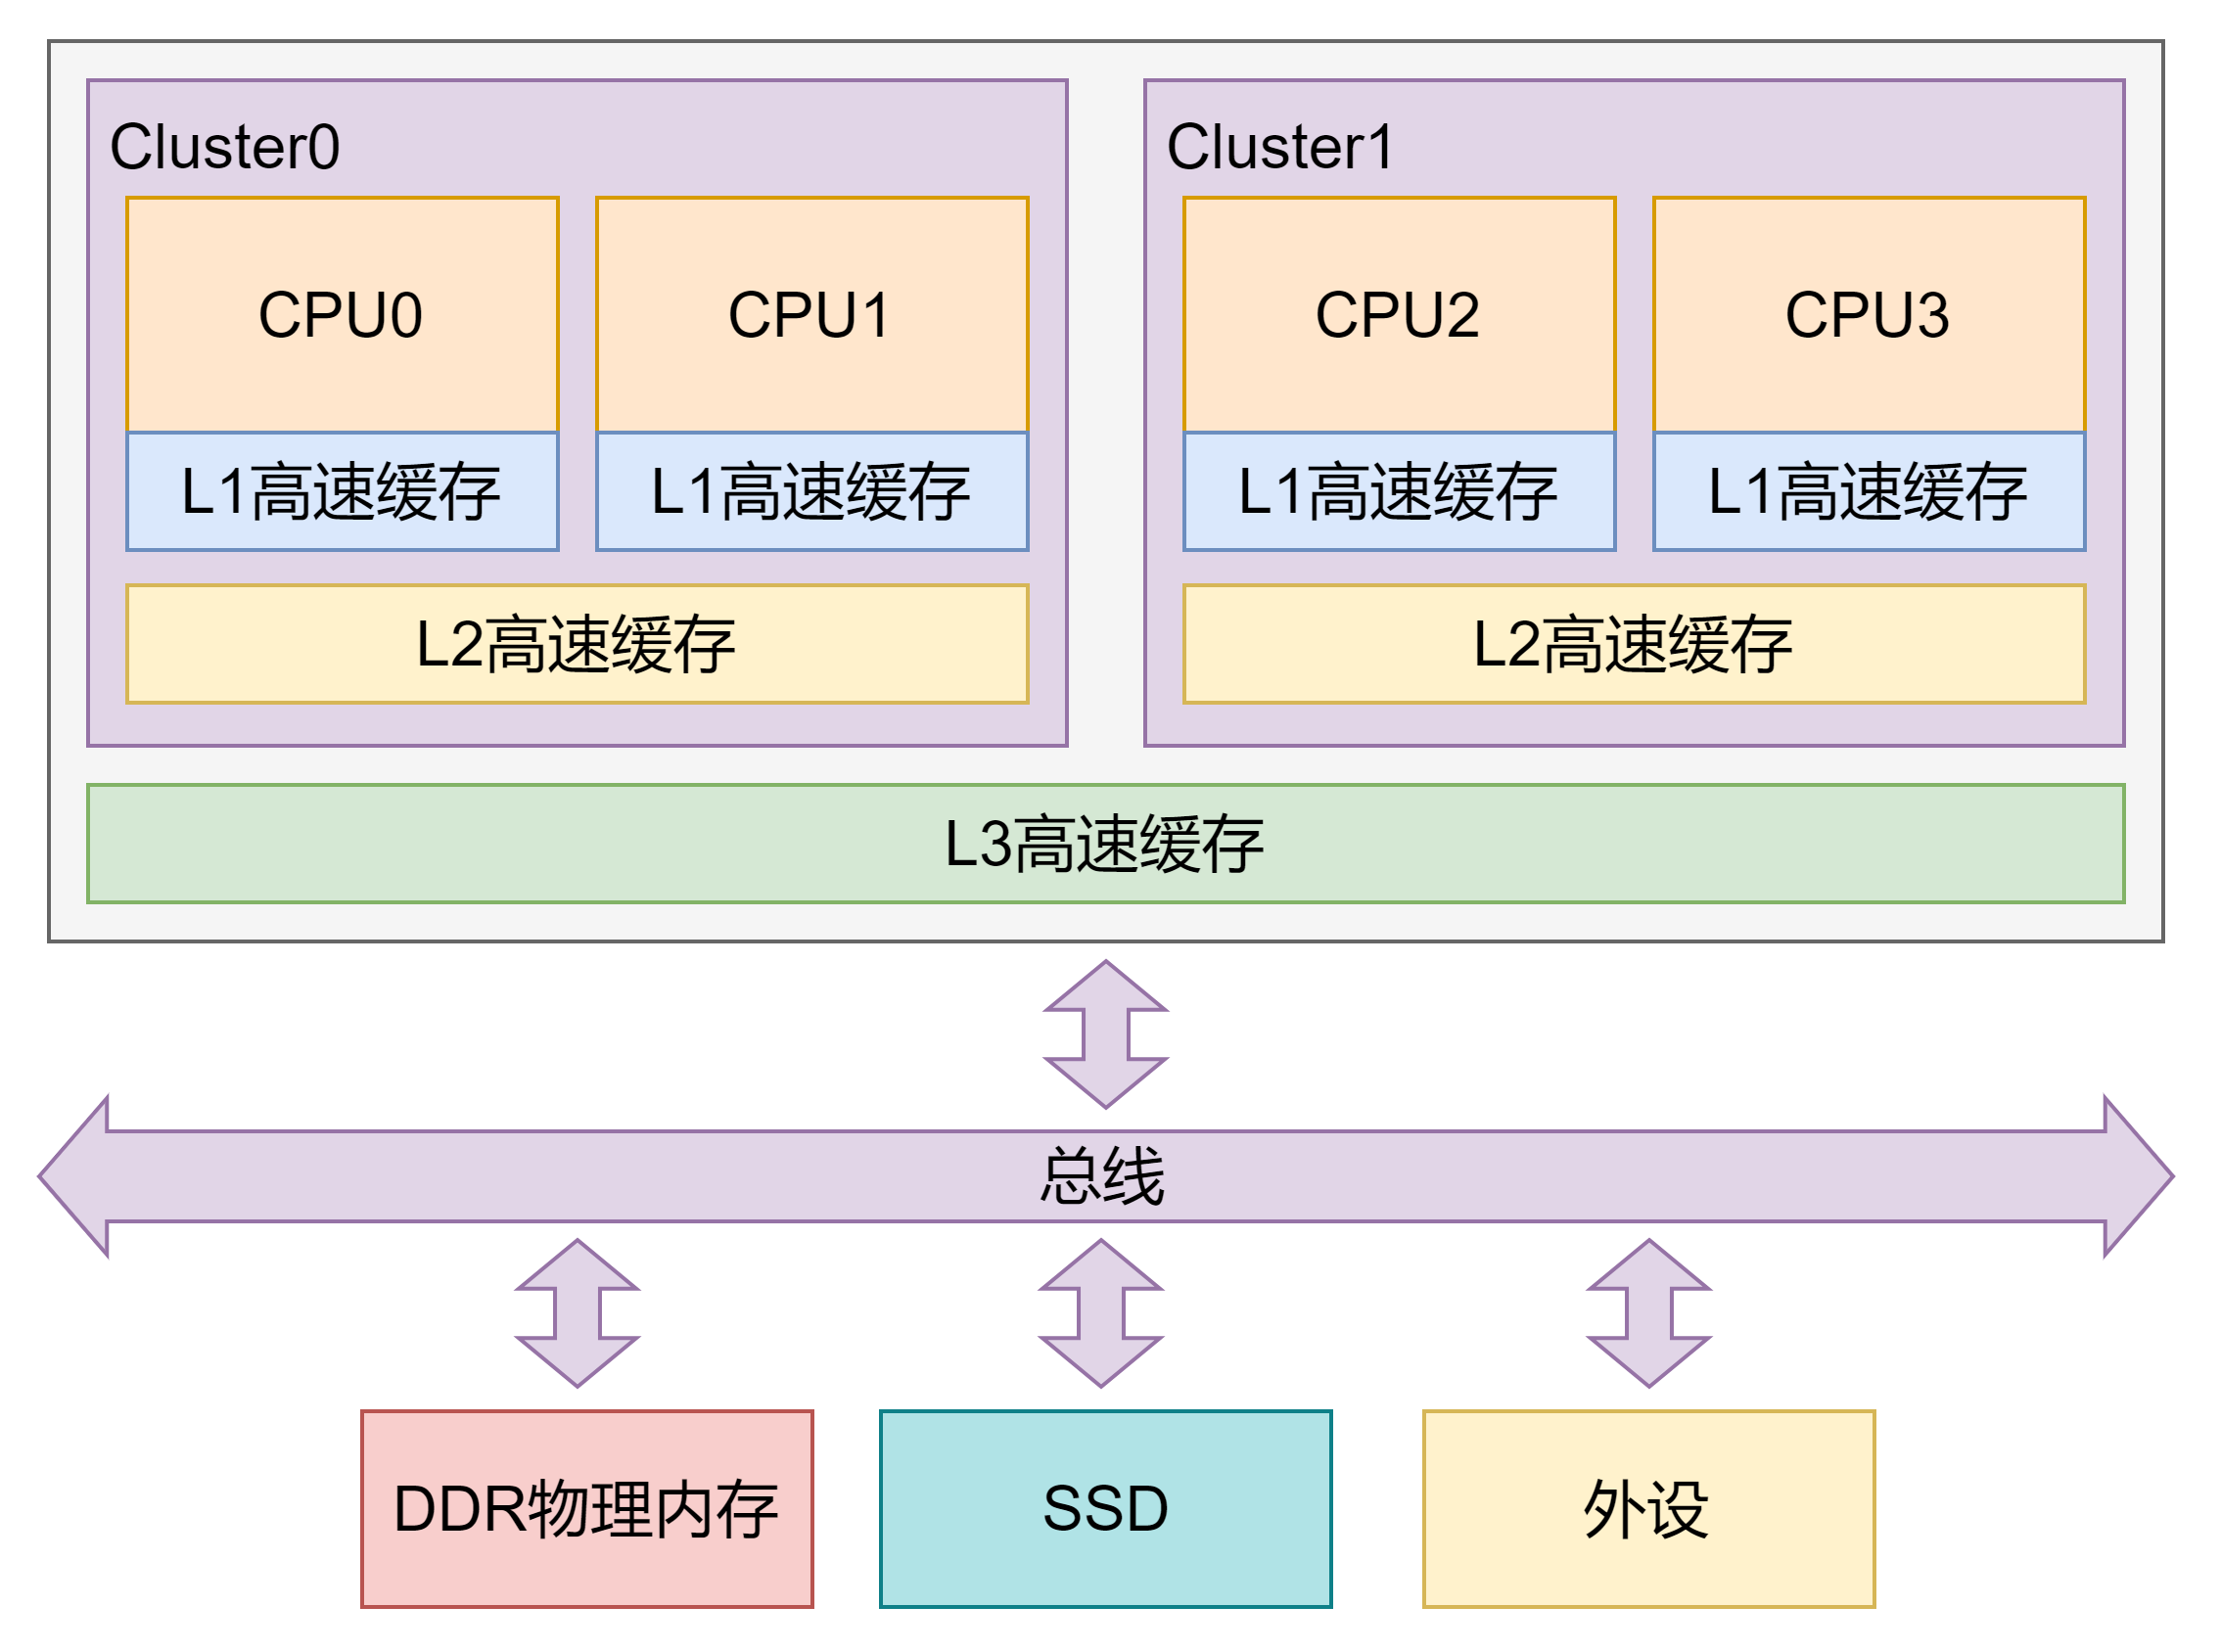 Cluster0
Cluster1
CPU0
CPU1
CPU2
CPU3
L1高速缓存
L1高速缓存
L1高速缓存
L1高速缓存
L2高速缓存
L2高速缓存
L3高速缓存
总线
DDR物理内存
SSD
外设